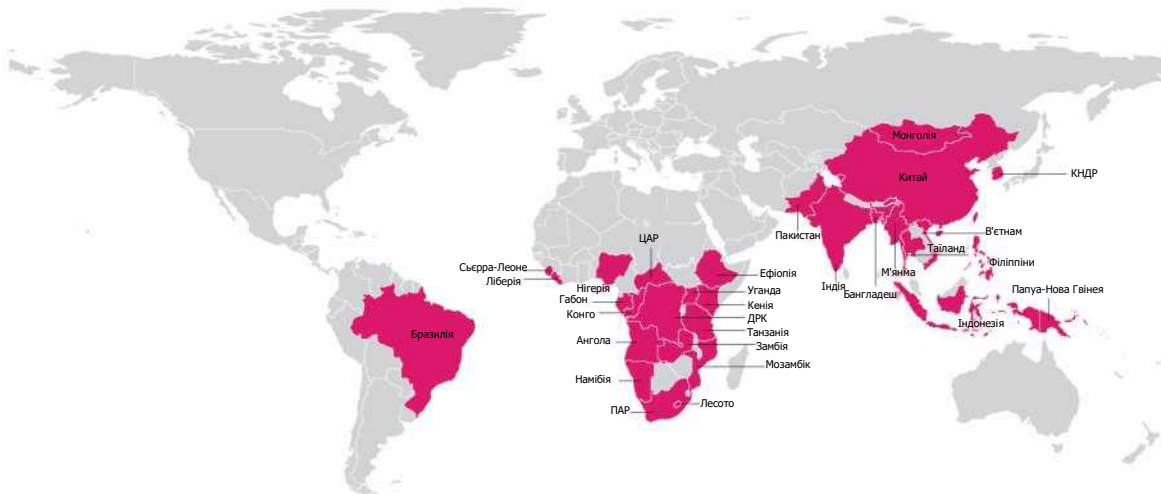 Монголія
Китай
КНДР
Пакистан
В'єтнам
ЦАР
Таїланд
Сьєрра-Леоне
Ефіопія
М'янма
Філіппіни
Ліберія
Нігерія
Уганда
Індія
Бангладеш
Папуа-Нова Гвінея
Габон
Кенія
Конго
ДРК
Індонезія
Бразилія
Ангола
Танзанія
Замбія
Мозамбік
Намібія
Лесото
ПАР